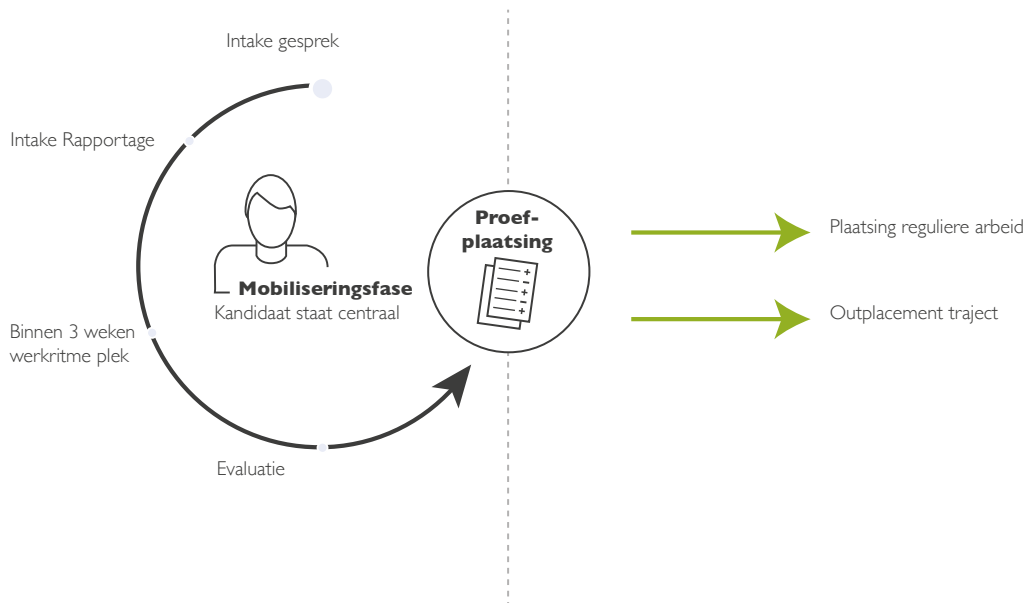 Intake gesprek
Intake Rapportage
Mobiliseringsfase
Kandidaat staat centraal
Binnen 3 weken
werkritme plek
Evaluatie
Proef-
plaatsing
Plaatsing reguliere arbeid
Outplacement traject